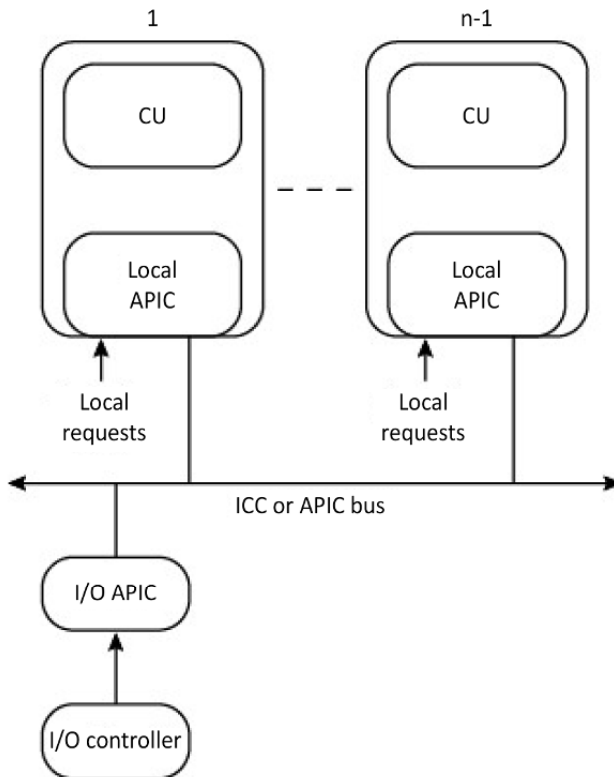 1
n-1
CU
CU
Local
APIC
Local
APIC
Local
requests
Local
requests
ICC or APIC bus
I/O APIC
I/O controller